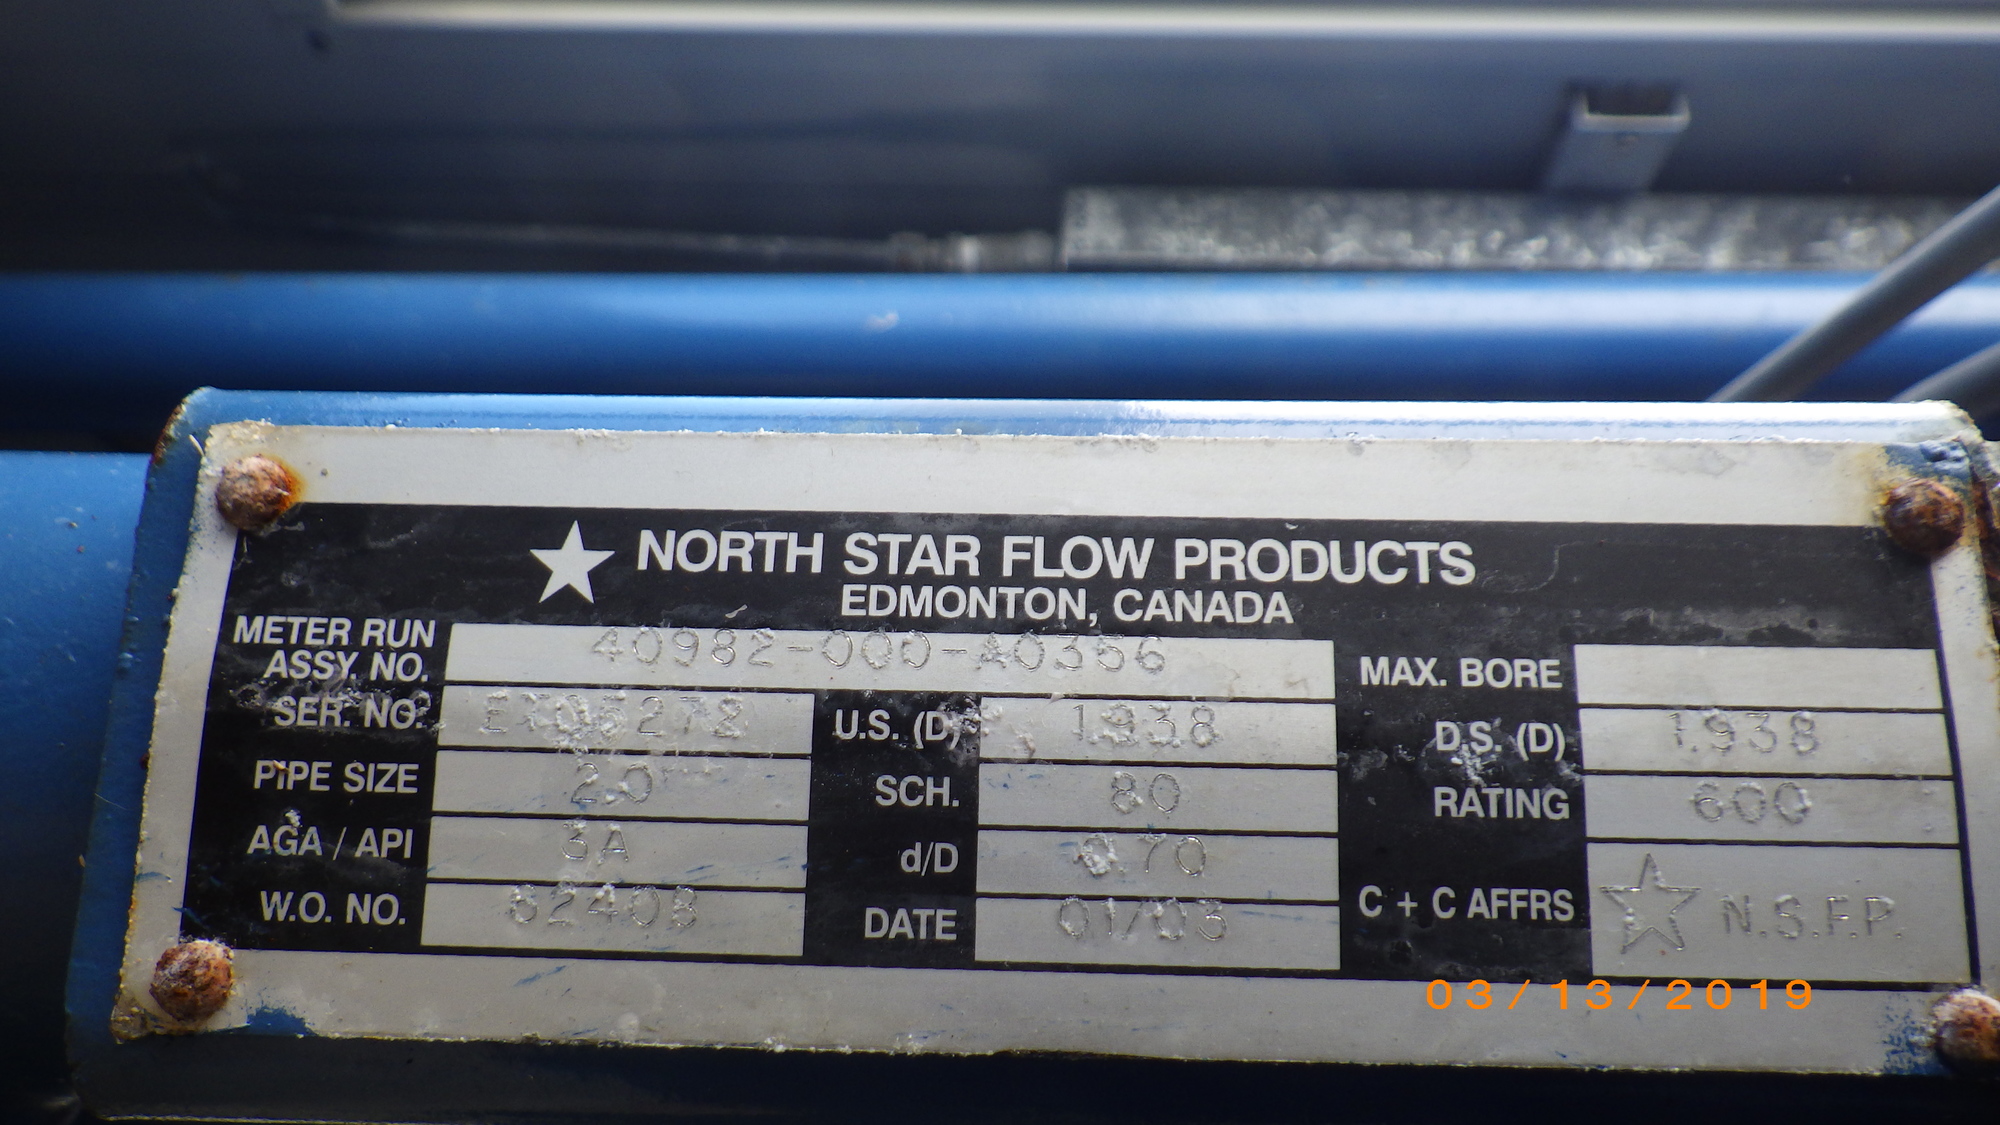 NORTH STAR FLOW PRODUCTS
EDMONTON, CANADA
METER RUN ASSY. NO. 40982-000-A0356
SER. NO. U.S. (D) 1.938
PIPE SIZE 2.0
AGA / API 3A
W.O. NO. 62408
SCH. 80
d/D 0.70
DATE 01/03
MAX. BORE
D.S. (D) 1.938
RATING 600
C + C AFFRS N.S.F.P.
03/13/2019